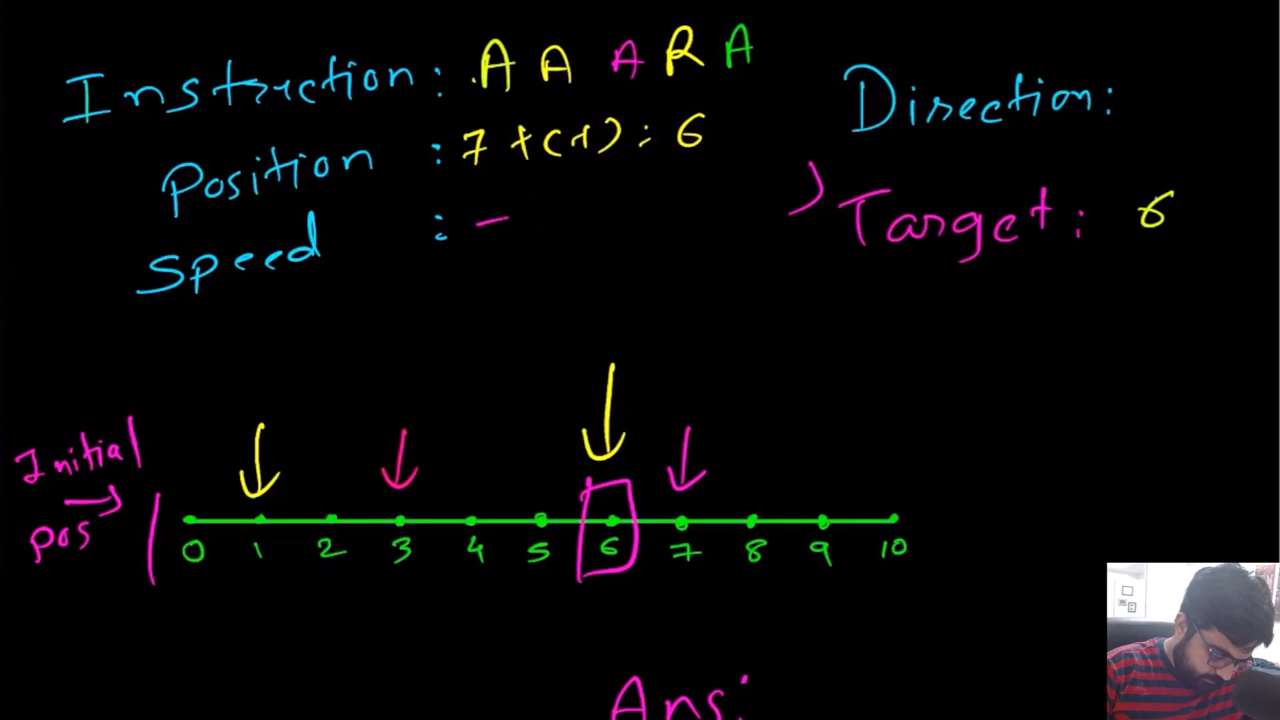 Instruction: A A A R A
Direction:
Position : 7 + (-1) = 6
Target: 6
Speed : -
Initial
pos
0 1 2 3 4 5 6 7 8 9 10
Ans: